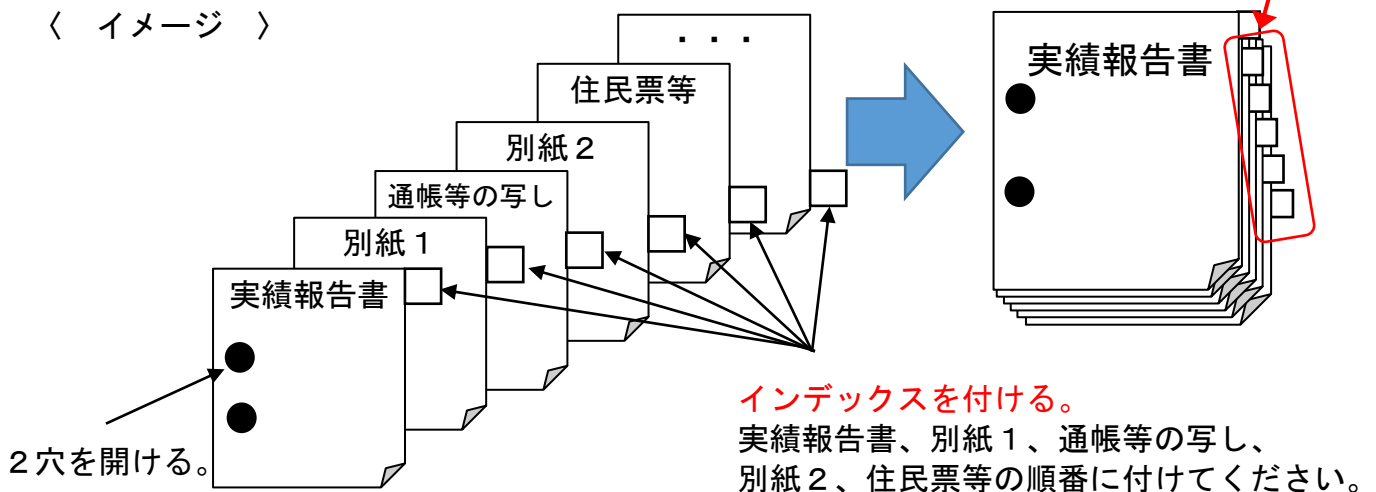 〈　イメージ　〉
・・・
住民票等
別紙２
通帳等の写し
別紙１
実績報告書
実績報告書
２穴を開ける。
インデックスを付ける。
実績報告書、別紙１、通帳等の写し、
別紙２、住民票等の順番に付けてください。